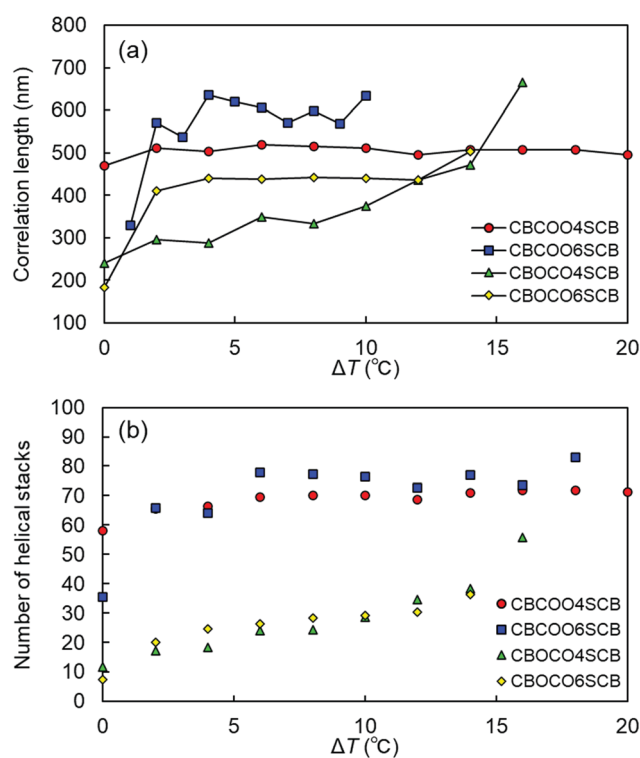 (a)
Correlation length (nm)
800
700
600
500
400
300
200
100
0
5
10
15
20
ΔT (℃)
CBCOO4SCB
CBCOO6SCB
CBOCO4SCB
CBOCO6SCB
(b)
Number of helical stacks
100
90
80
70
60
50
40
30
20
10
0
0
5
10
15
20
ΔT (℃)
CBCOO4SCB
CBCOO6SCB
CBOCO4SCB
CBOCO6SCB